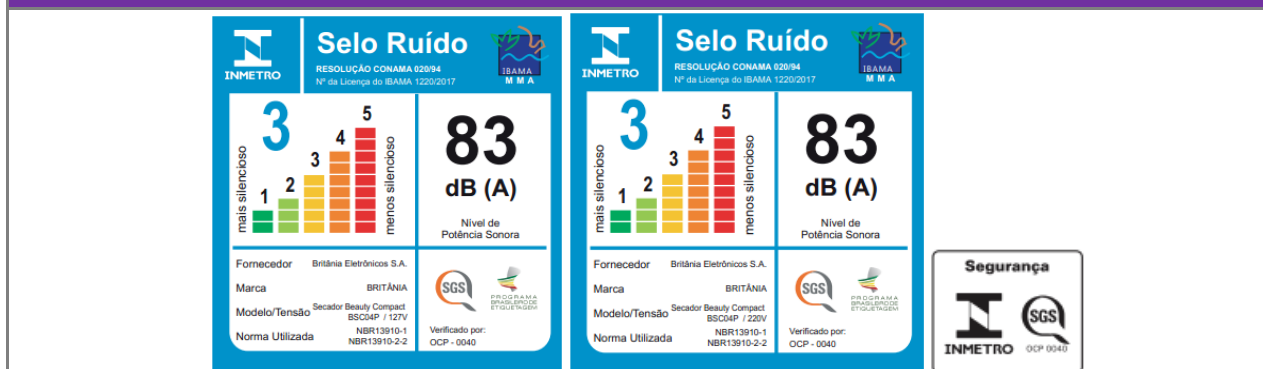 Selo Ruído
RESOLUÇÃO CONAMA 020/94
Nº da Licença do IBAMA 1220/2017
INMETRO
IBAMA
MMA
3
mais silencioso
1
2
3
4
5
menos silencioso
83
dB (A)
Nível de
Potência Sonora
Fornecedor Britânia Eletrônicos S.A.
Marca BRITÂNIA
Modelo/Tensão Secador Beauty Compact
BSC04P / 127V
Norma Utilizada NBR13910-1
NBR13910-2-2
SGS
PROGRAMA
BRASILEIRO DE
ETIQUETAGEM
Verificado por:
OCP - 0040
Selo Ruído
RESOLUÇÃO CONAMA 020/94
Nº da Licença do IBAMA 1220/2017
INMETRO
IBAMA
MMA
3
mais silencioso
1
2
3
4
5
menos silencioso
83
dB (A)
Nível de
Potência Sonora
Fornecedor Britânia Eletrônicos S.A.
Marca BRITÂNIA
Modelo/Tensão Secador Beauty Compact
BSC04P / 220V
Norma Utilizada NBR13910-1
NBR13910-2-2
SGS
PROGRAMA
BRASILEIRO DE
ETIQUETAGEM
Verificado por:
OCP - 0040
Segurança
INMETRO
SGS
OCP 0040